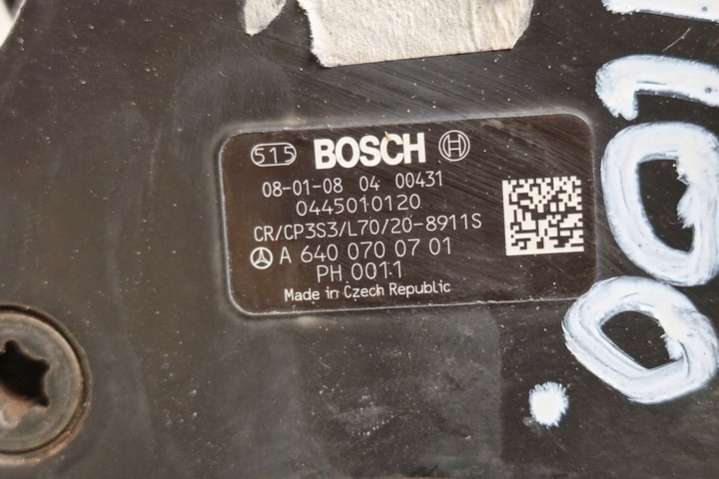 515 BOSCH
08-01-08 04 00431
0445010120
CR/CP3S3/L70/20-8911S
A 640 070 07 01
PH 001.1
Made in Czech Republic